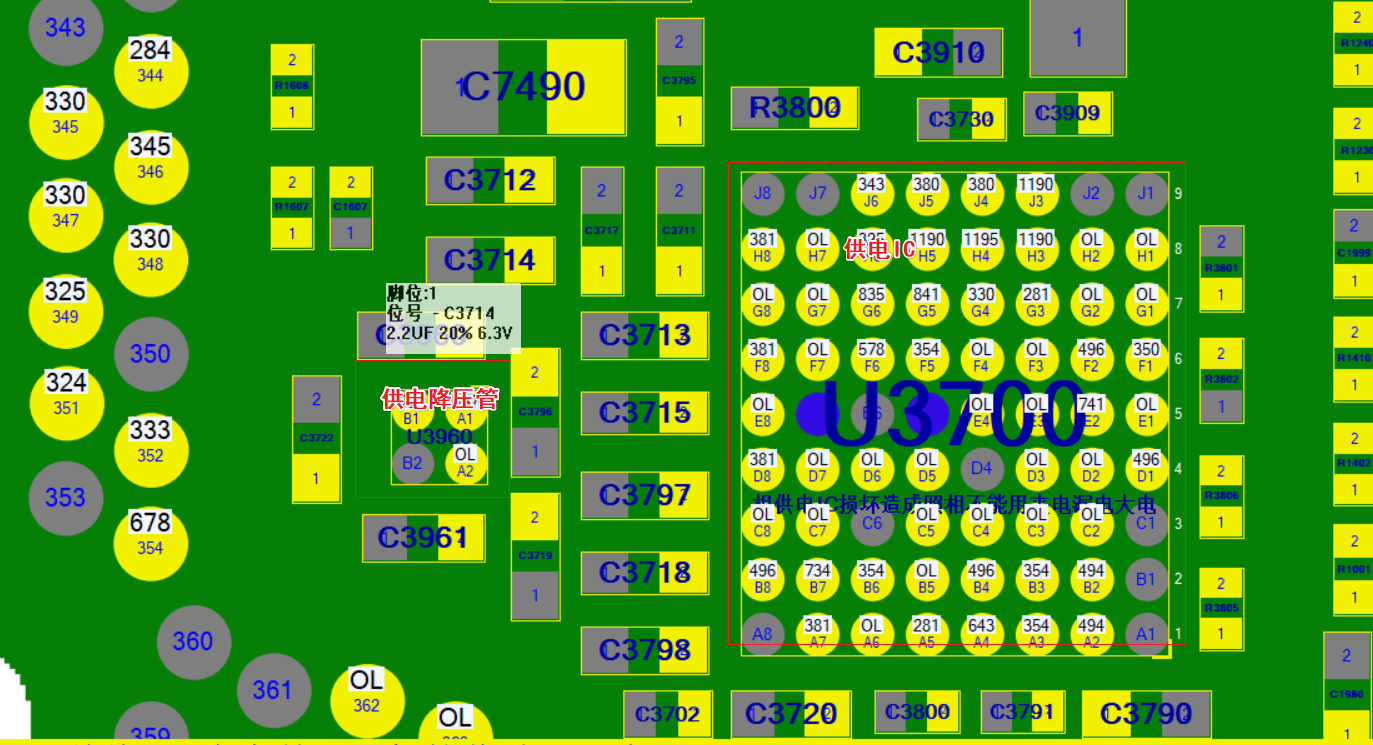 343
284
344
330
345
345
346
330
347
330
348
325
349
350
324
351
333
352
353
678
354
360
361
OL
362
OL
359
2
R1608
1
2
R1607
1
2
C1607
1
1
C7490
2
C3795
1
C3712
C3714
2
C3717
1
2
C3711
1
脚位:1
位号 - C3714
2.2UF 20% 6.3V
供电降压管
B1
A1
U3960
B2
OL
A2
2
C3722
1
2
C3796
1
C3961
2
C3719
1
C3713
C3715
C3797
C3718
C3798
C3702
C3720
C3800
C3791
C3790
C3910
1
R3800
C3730
C3909
J8 J7 343 J6 380 J5 380 J4 1190 J3 J2 J1 9
381 H8 OL H7 供电IC 1190 H5 1195 H4 1190 H3 OL H2 OL H1 8
OL G8 OL G7 835 G6 841 G5 330 G4 281 G3 OL G2 OL G1 7
381 F8 OL F7 578 F6 354 F5 OL F4 OL F3 496 F2 350 F1 6
U3700
OL E8 OL E4 OL E3 741 E2 OL E1 5
381 D8 OL D7 OL D6 OL D5 D4 OL D3 OL D2 496 D1 4
供电IC损坏造成照相不能用来电漏电大电
OL C8 OL C7 C6 OL C5 OL C4 OL C3 OL C2 C1 3
496 B8 734 B7 354 B6 OL B5 496 B4 354 B3 494 B2 B1 2
A8 381 A7 OL A6 281 A5 643 A4 354 A3 494 A2 A1 1
2
R3801
1
2
R3802
1
2
R3806
1
2
R3805
1
2
R1240
1
2
R1230
1
2
C1999
1
2
R1410
1
2
R1402
1
2
R1001
1
2
C1980
1